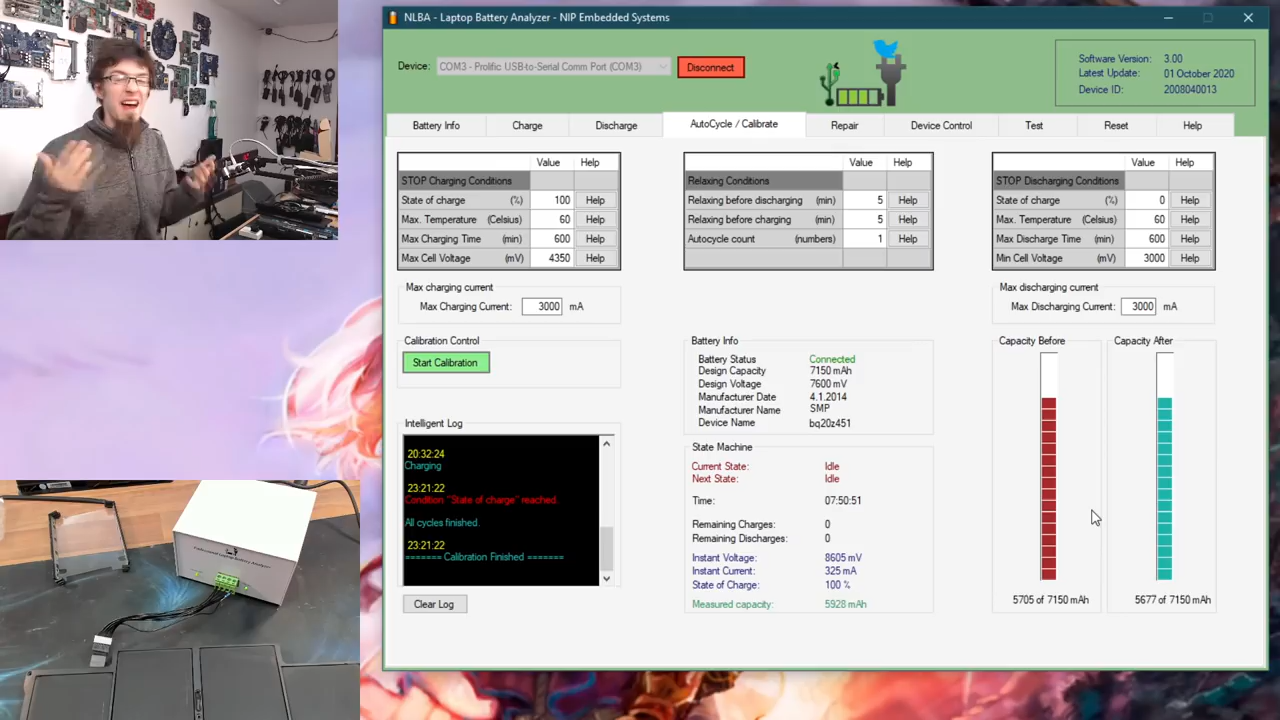 NLBA - Laptop Battery Analyzer - NIP Embedded Systems
Device: COM3 - Prolific USB-to-Serial Comm Port (COM3) Disconnect
Software Version: 3.00
Latest Update: 01 October 2020
Device ID: 2008040013
Battery Info Charge Discharge AutoCycle / Calibrate Repair Device Control Test Reset Help
Value Help
STOP Charging Conditions
State of charge (%) 100 Help
Max. Temperature (Celsius) 60 Help
Max Charging Time (min) 600 Help
Max Cell Voltage (mV) 4350 Help
Value Help
Relaxing Conditions
Relaxing before discharging (min) 5 Help
Relaxing before charging (min) 5 Help
Autocycle count (numbers) 1 Help
Value Help
STOP Discharging Conditions
State of charge (%) 0 Help
Max. Temperature (Celsius) 60 Help
Max Discharge Time (min) 600 Help
Min Cell Voltage (mV) 3000 Help
Max charging current
Max Charging Current: 3000 mA
Max discharging current
Max Discharging Current: 3000 mA
Calibration Control
Start Calibration
Intelligent Log
20:32:24
Charging
23:21:22
Condition "State of charge" reached.
All cycles finished.
23:21:22
======= Calibration Finished =======
Clear Log
Battery Info
Battery Status Connected
Design Capacity 7150 mAh
Design Voltage 7600 mV
Manufacturer Date 4.1.2014
Manufacturer Name SMP
Device Name bq20z451
State Machine
Current State: Idle
Next State: Idle
Time: 07:50:51
Remaining Charges: 0
Remaining Discharges: 0
Instant Voltage: 8605 mV
Instant Current: 325 mA
State of Charge: 100 %
Measured capacity: 5928 mAh
Capacity Before
5705 of 7150 mAh
Capacity After
5677 of 7150 mAh